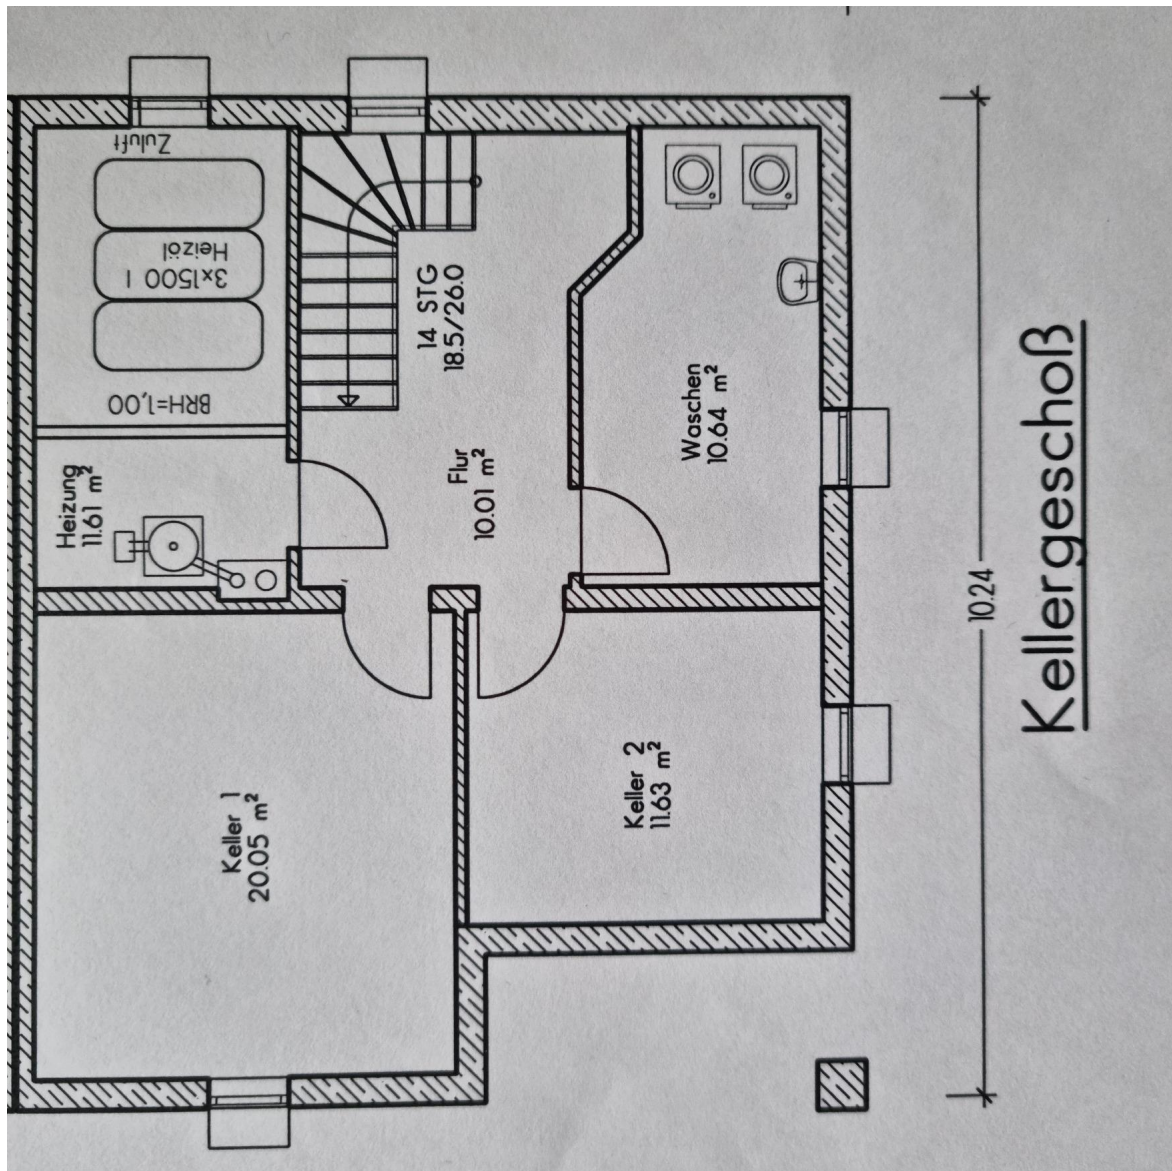 Zuluft
3x1500 l
Heizöl
BRH=1,00
Heizung
11.61 m²
14 STG
18.5/26.0
Flur
10.01 m²
Waschen
10.64 m²
Keller 1
20.05 m²
Keller 2
11.63 m²
10.24
Kellergeschoß